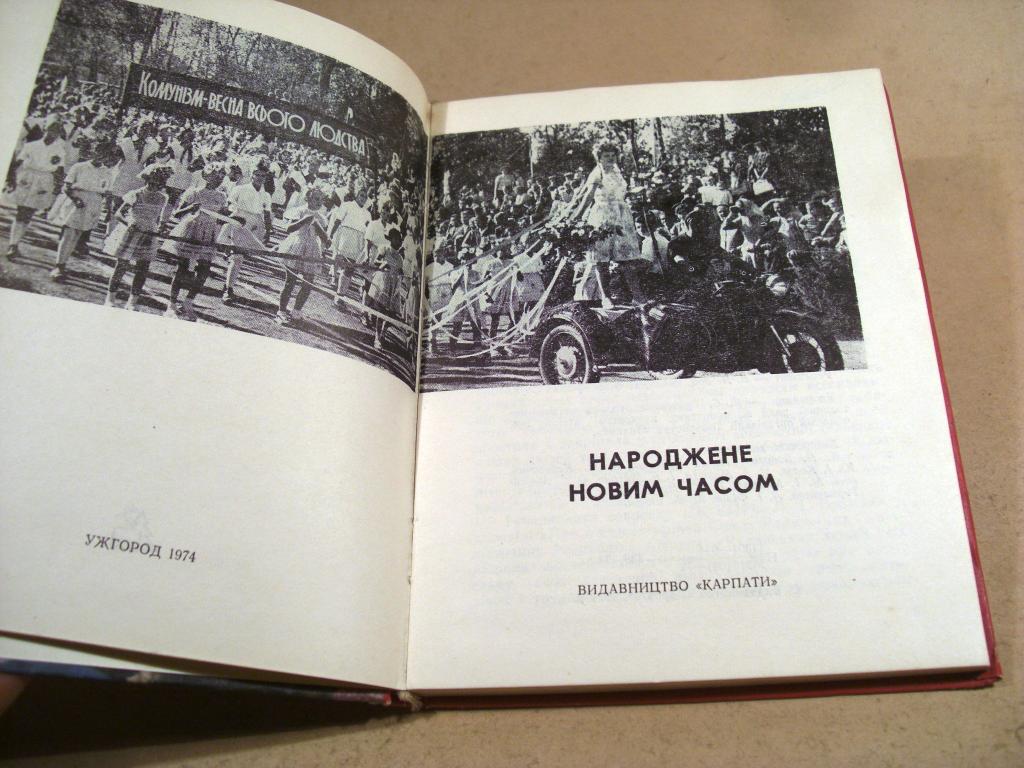 Комунізм-весна всього людства!
УЖГОРОД 1974
НАРОДЖЕНЕ
НОВИМ ЧАСОМ
ВИДАВНИЦТВО «КАРПАТИ»